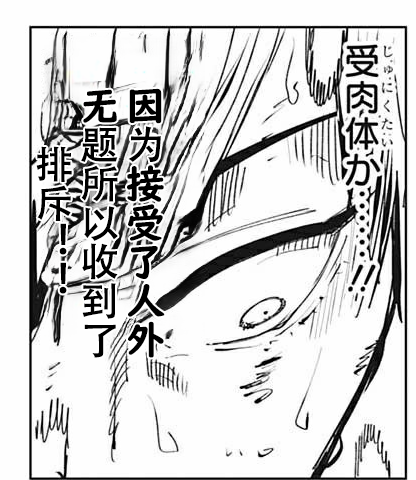 受肉体か……!!
じゅにくたい
因为接受了人外
无题所以收到了
排斥!!